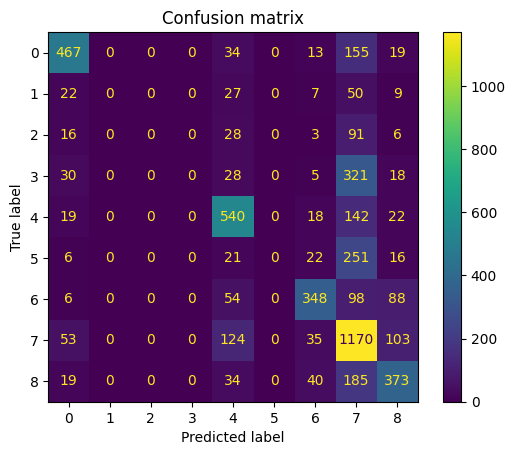 Confusion matrix
0 467 0 0 0 34 0 13 155 19
1 22 0 0 0 27 0 7 50 9
2 16 0 0 0 28 0 3 91 6
3 30 0 0 0 28 0 5 321 18
4 19 0 0 0 540 0 18 142 22
5 6 0 0 0 21 0 22 251 16
6 6 0 0 0 54 0 348 98 88
7 53 0 0 0 124 0 35 1170 103
8 19 0 0 0 34 0 40 185 373
0 1 2 3 4 5 6 7 8
True label
Predicted label
1000
800
600
400
200
0